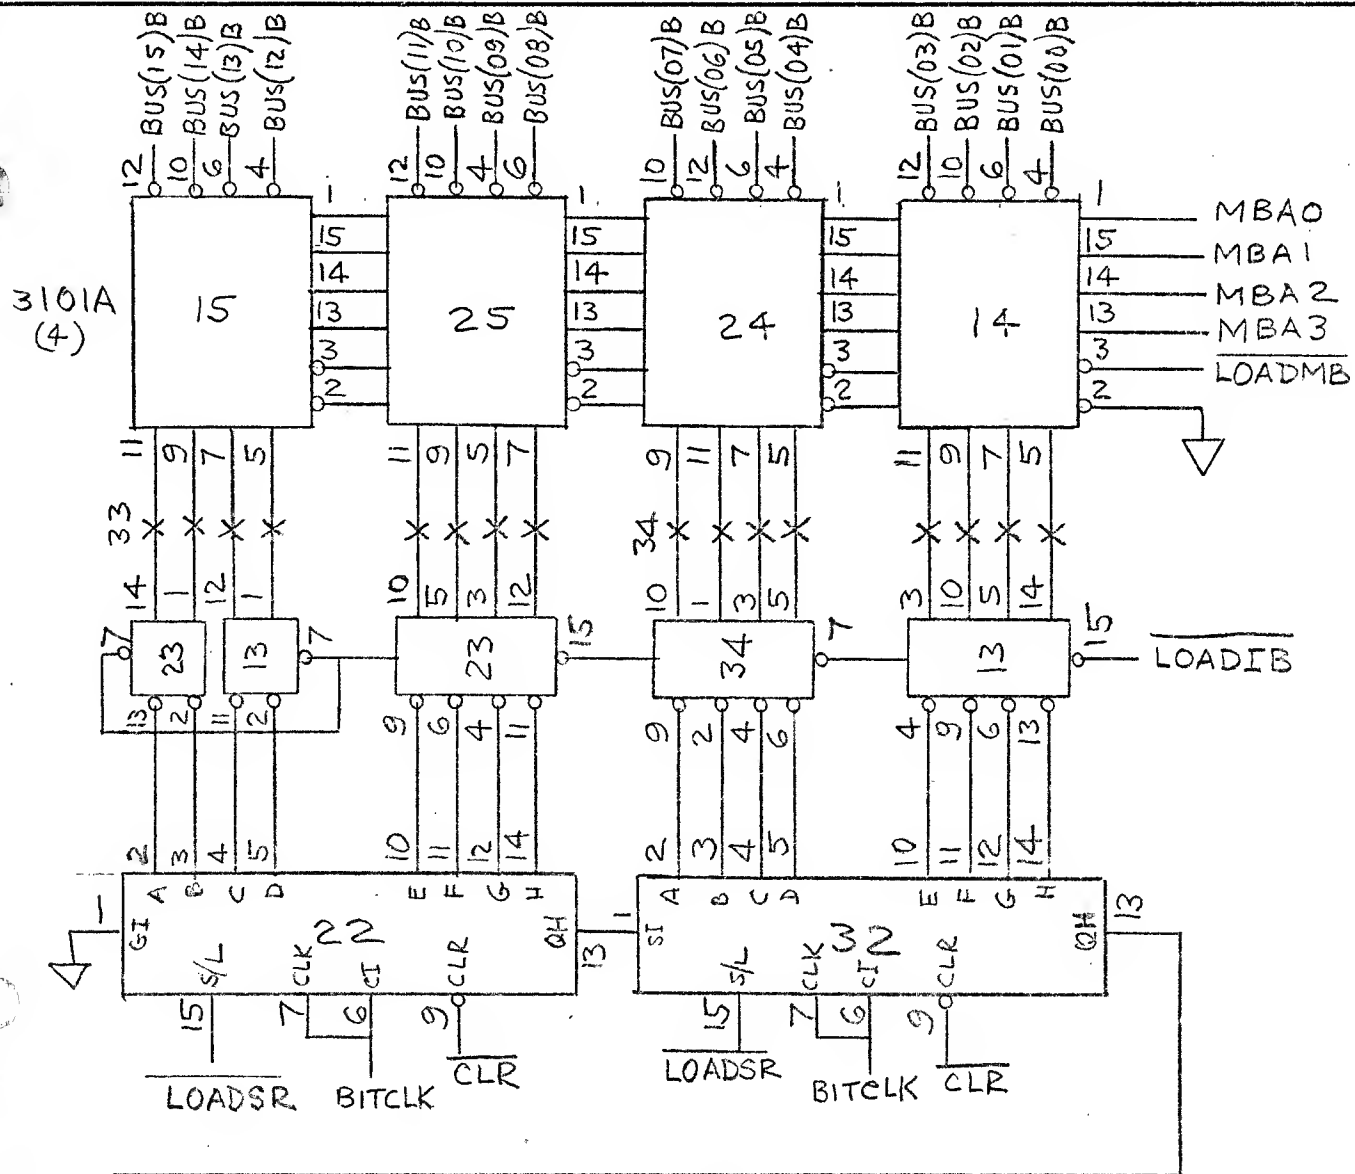 BUS(15)B BUS(14)B BUS(13)B BUS(12)B BUS(11)B BUS(10)B BUS(09)B BUS(08)B BUS(07)B BUS(06)B BUS(05)B BUS(04)B BUS(03)B BUS(02)B BUS(01)B BUS(00)B
12 10 6 4 12 10 4 6 10 12 6 4 12 10 6 4
1 1 1 1 MBA0
15 15 15 15 MBA1
14 14 14 14 MBA2
3101A
(4)
15 25 24 14
13 13 13 13 MBA3
3 3 3 3 LOADMB
2 2 2 2
11 9 7 5 11 9 5 7 9 11 7 5 11 9 7 5
33 34
14 1 12 1 10 5 3 12 10 1 3 5 3 10 5 14
7 23 13 7 23 15 34 7 13 15 LOADIB
13 2 11 2 9 6 4 11 9 2 4 6 4 9 6 13
2 3 4 5 10 11 12 14 2 3 4 5 10 11 12 14
A B C D E F G H A B C D E F G H
1 GI 22 QH 13 1 SI 32 QH 13
S/L CLK CI CLR S/L CLK CI CLR
15 7 6 9 15 7 6 9
LOADSR BITCLK CLR LOADSR BITCLK CLR